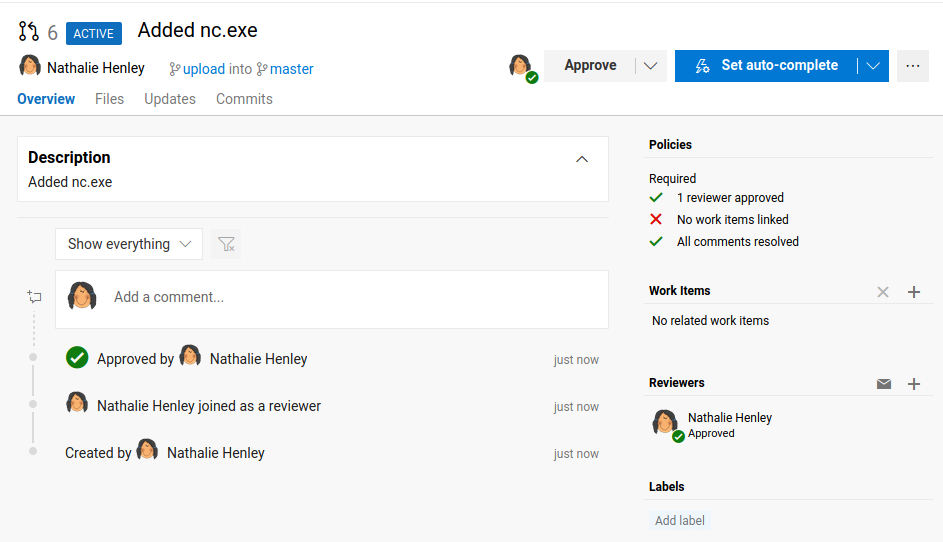 6 ACTIVE Added nc.exe
Nathalie Henley upload into master
Approve Set auto-complete ...
Overview Files Updates Commits
Description
Added nc.exe
Show everything
Add a comment...
Approved by Nathalie Henley just now
Nathalie Henley joined as a reviewer just now
Created by Nathalie Henley just now
Policies
Required
1 reviewer approved
No work items linked
All comments resolved
Work Items
No related work items
Reviewers
Nathalie Henley
Approved
Labels
Add label